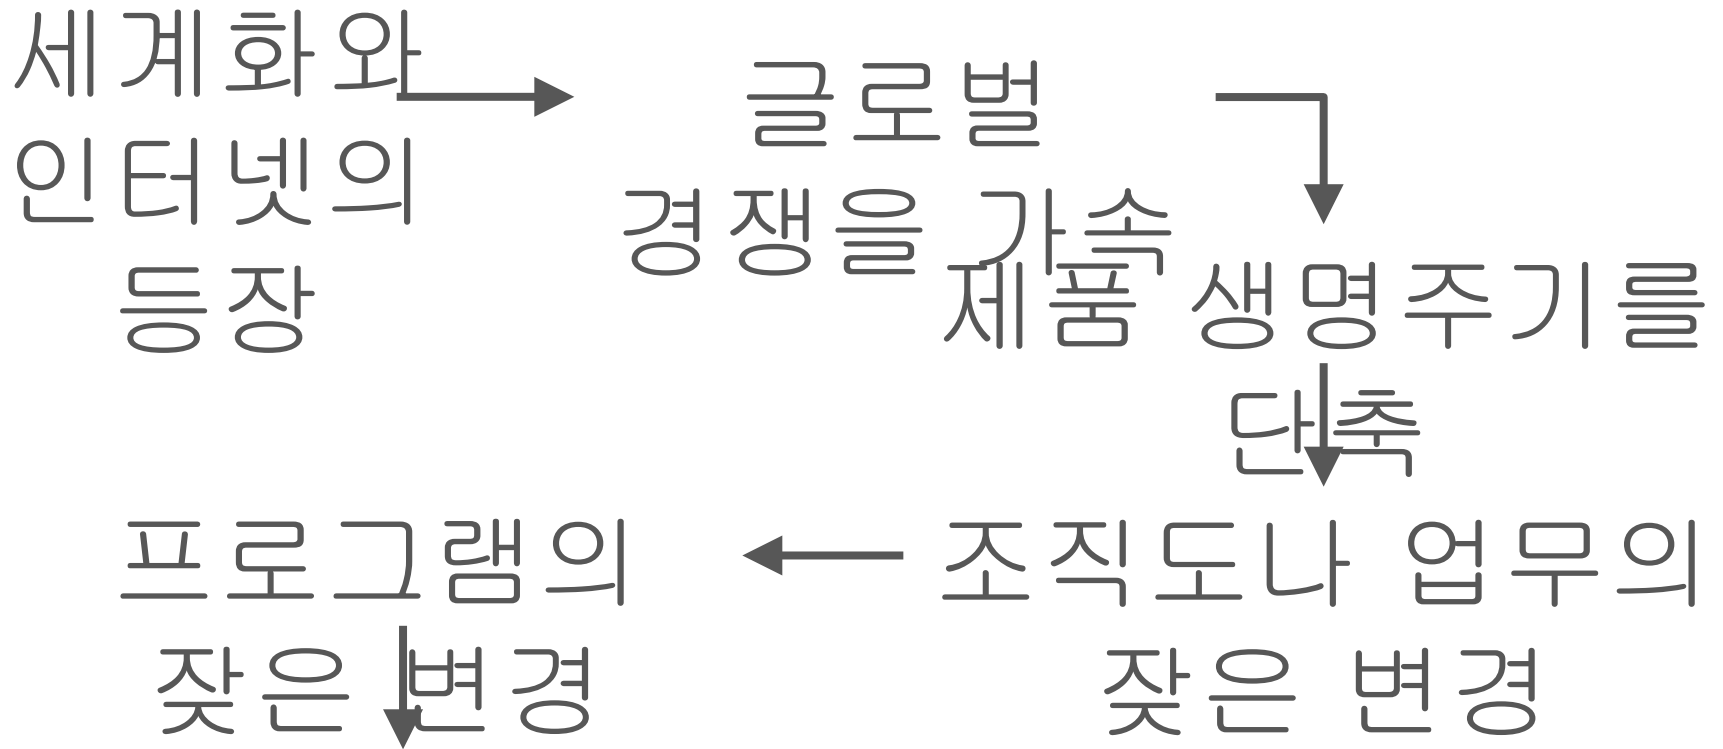 세계화와
인터넷의
등장
글로벌
경쟁을 가속
제품 생명주기를
단축
조직도나 업무의
잦은 변경
프로그램의
잦은 변경